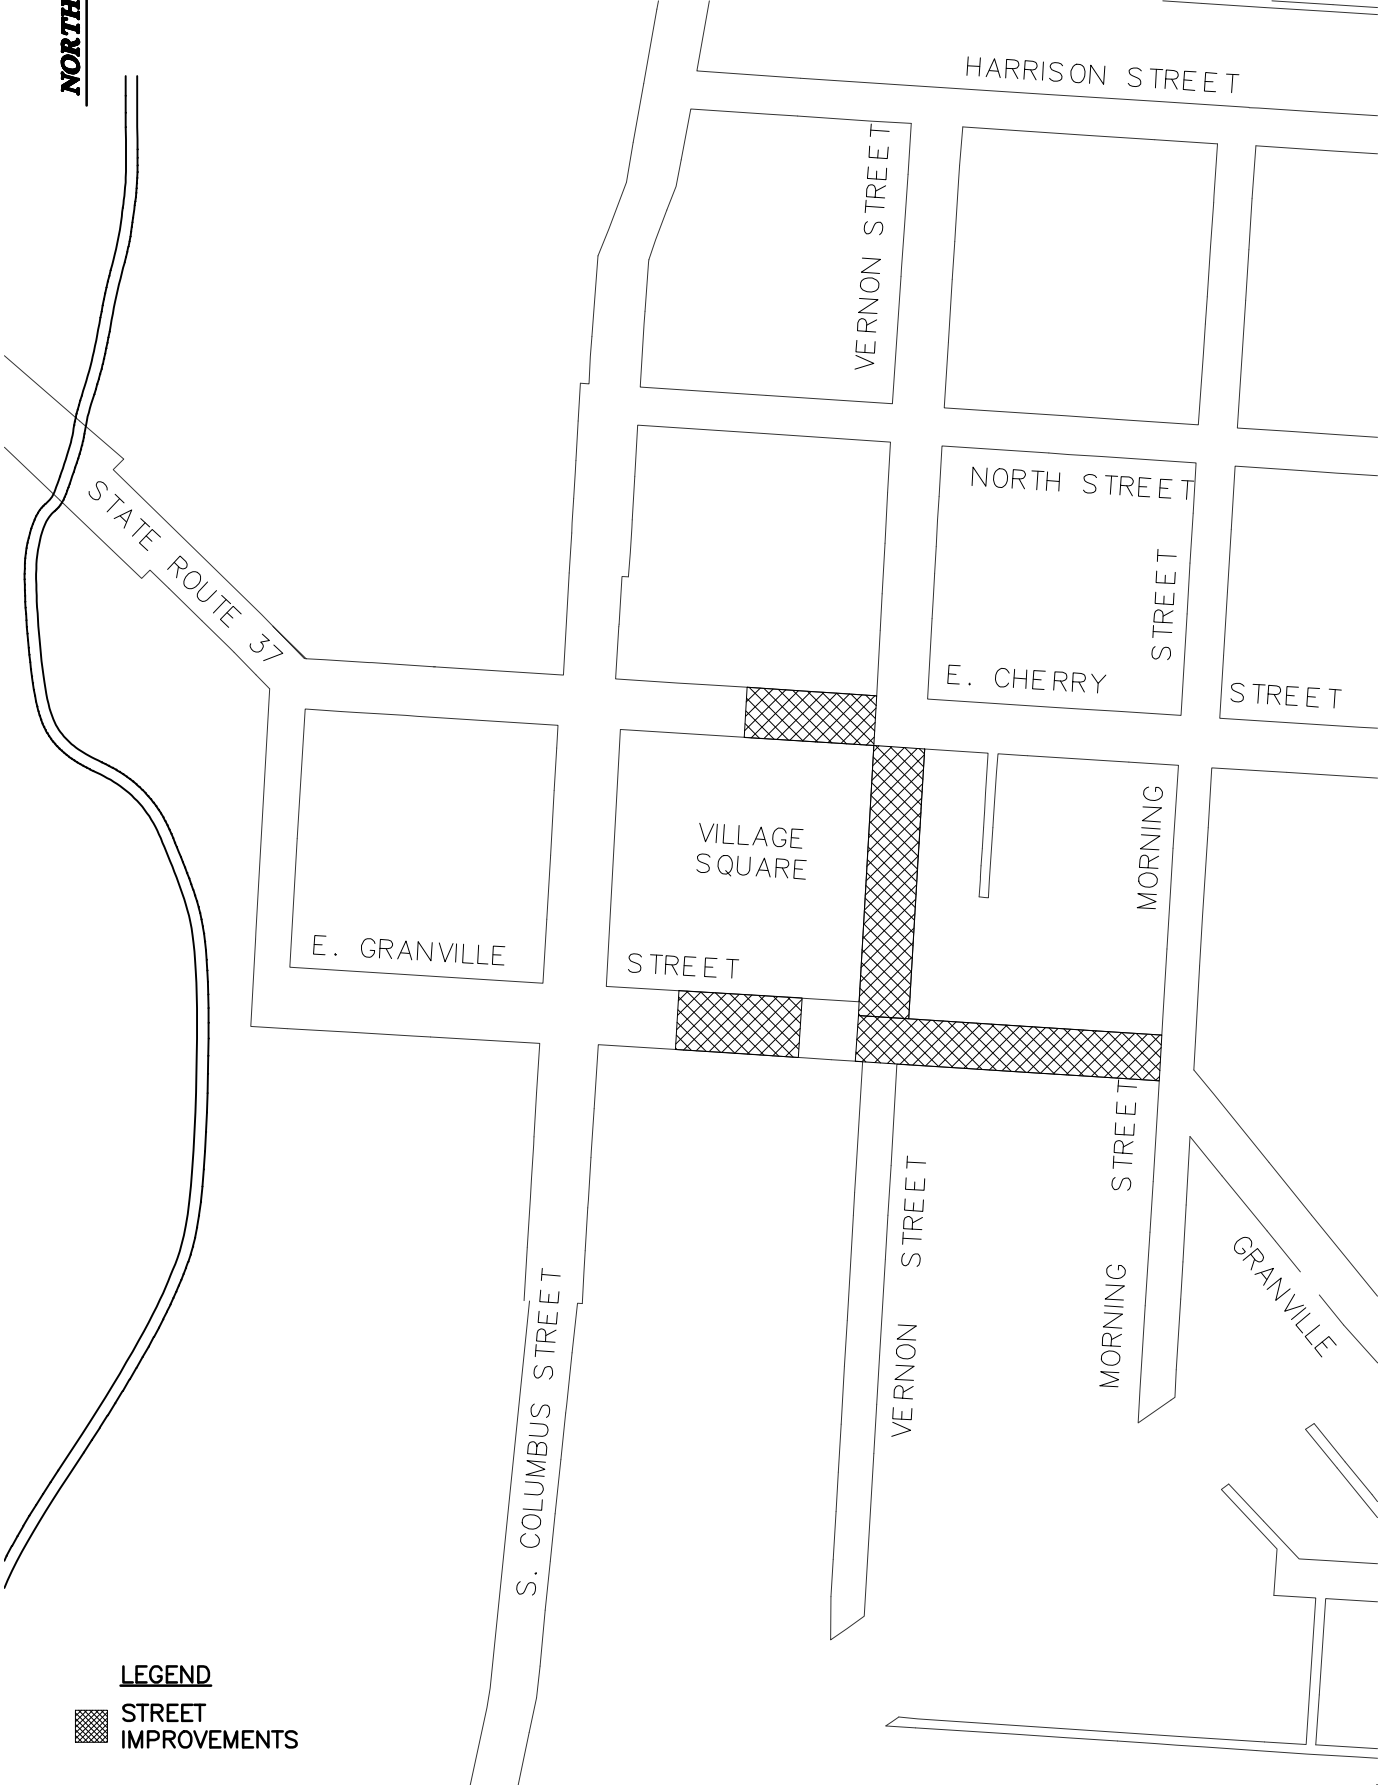 NORTH
HARRISON STREET
VERNON STREET
NORTH STREET
STATE ROUTE 37
STREET
E. CHERRY
STREET
MORNING
VILLAGE
SQUARE
E. GRANVILLE
STREET
STREET
MORNING
STREET
VERNON
GRANVILLE
S. COLUMBUS STREET
LEGEND
STREET
IMPROVEMENTS